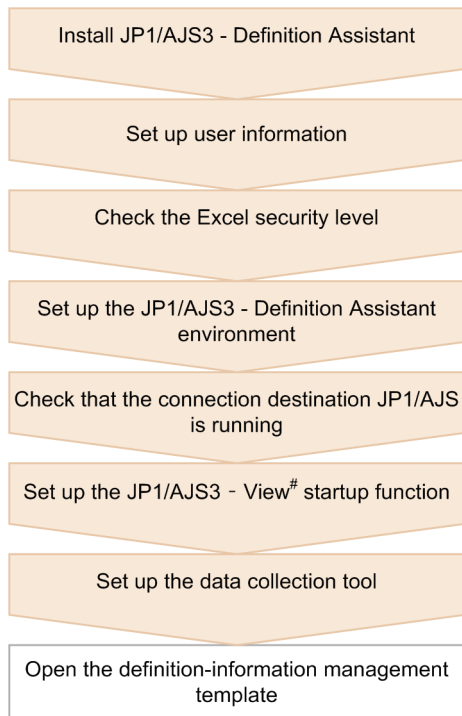 Install JP1/AJS3 - Definition Assistant
Set up user information
Check the Excel security level
Set up the JP1/AJS3 - Definition Assistant
environment
Check that the connection destination JP1/AJS
is running
Set up the JP1/AJS3 - View# startup function
Set up the data collection tool
Open the definition-information management
template